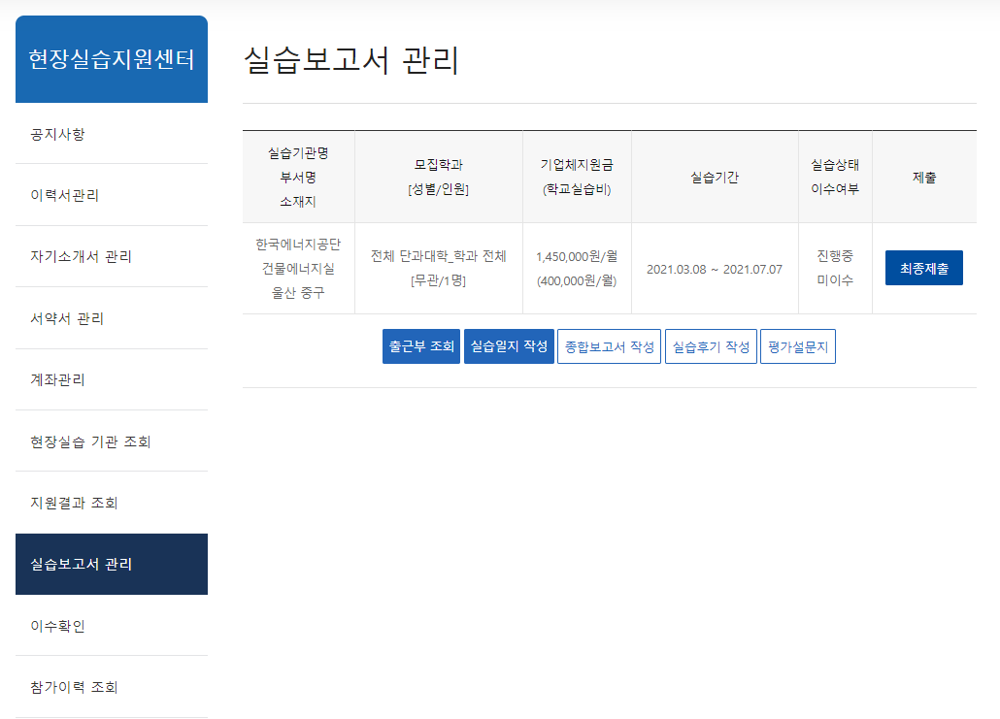 현장실습지원센터
공지사항
이력서관리
자기소개서 관리
서약서 관리
계좌관리
현장실습 기관 조회
지원결과 조회
실습보고서 관리
이수확인
참가이력 조회
실습보고서 관리
실습기관명
부서명
소재지
모집학과
[성별/인원]
기업체지원금
(학교실습비)
실습기간
실습상태
이수여부
제출
한국에너지공단
건물에너지실
울산 중구
전체 단과대학_학과 전체
[무관/1명]
1,450,000원/월
(400,000원/월)
2021.03.08 ~ 2021.07.07
진행중
미이수
최종제출
출근부 조회 실습일지 작성 종합보고서 작성 실습후기 작성 평가설문지